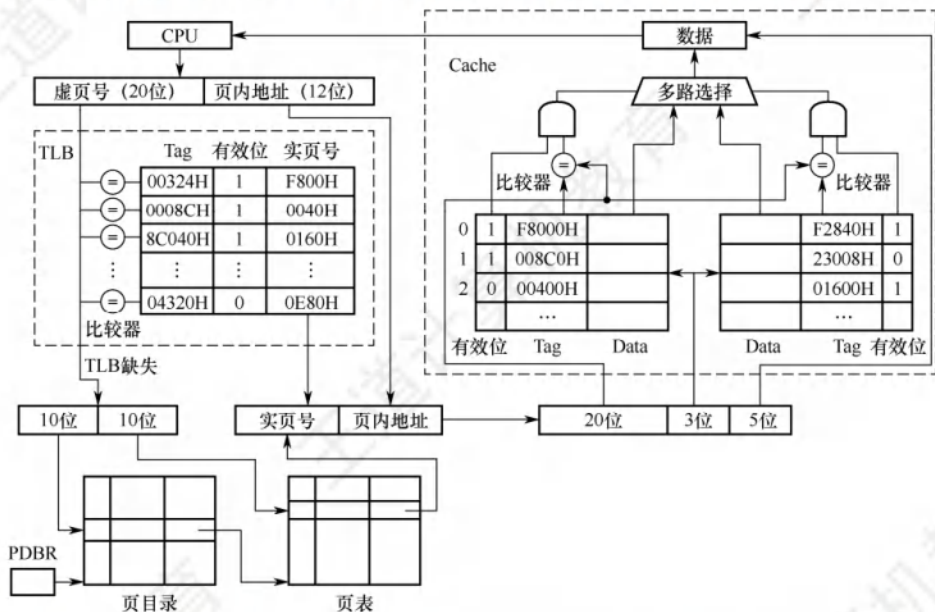 CPU
数据
Cache
虚页号（20位） 页内地址（12位）
多路选择
TLB Tag 有效位 实页号
= 00324H 1 F800H
= 0008CH 1 0040H
= 8C040H 1 0160H
⋮ ⋮ ⋮
= 04320H 0 0E80H
比较器
= =
比较器 比较器
0 1 F8000H F2840H 1
1 1 008C0H 23008H 0
2 0 00400H 01600H 1
… …
有效位 Tag Data Data Tag 有效位
TLB缺失
10位 10位
实页号 页内地址
20位 3位 5位
PDBR
页目录 页表